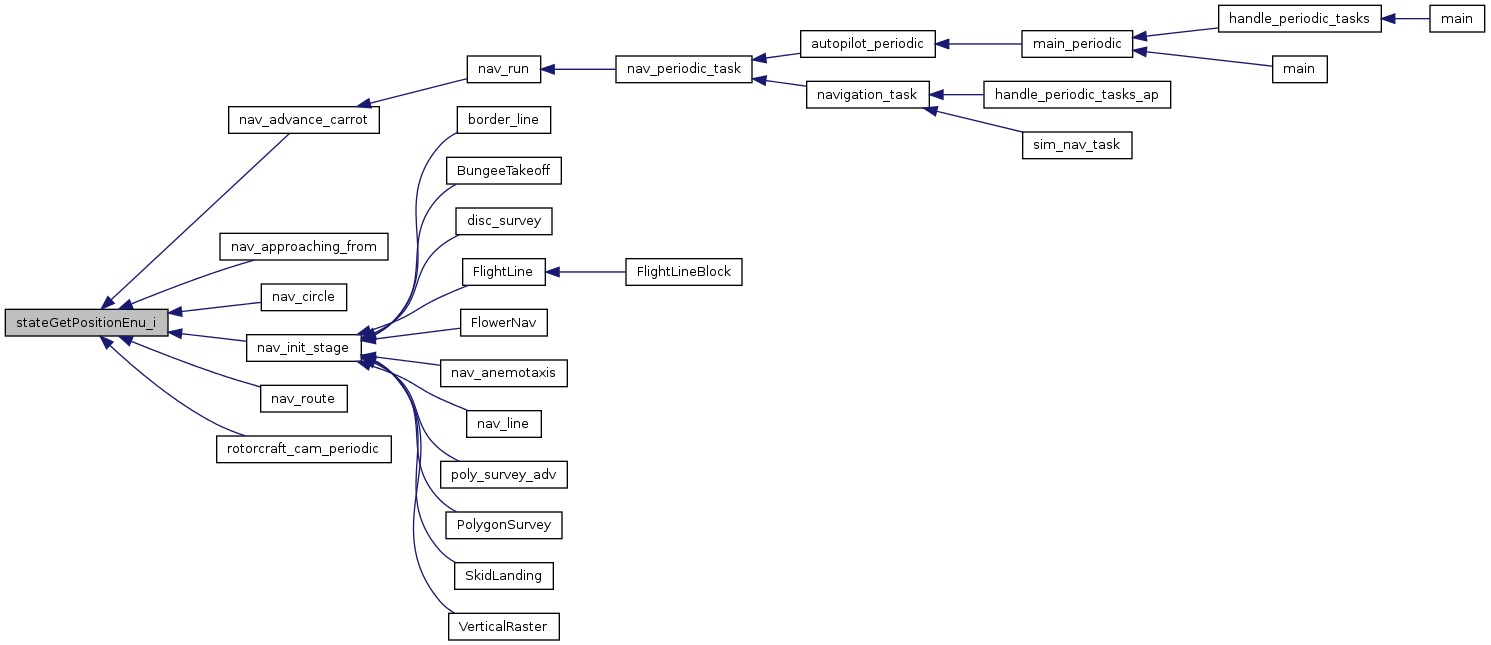 stateGetPositionEnu_i
nav_advance_carrot
nav_run
nav_periodic_task
autopilot_periodic
main_periodic
handle_periodic_tasks
main
main
navigation_task
handle_periodic_tasks_ap
sim_nav_task
nav_approaching_from
nav_circle
nav_init_stage
border_line
BungeeTakeoff
disc_survey
FlightLine
FlightLineBlock
FlowerNav
nav_anemotaxis
nav_line
poly_survey_adv
PolygonSurvey
SkidLanding
VerticalRaster
nav_route
rotorcraft_cam_periodic